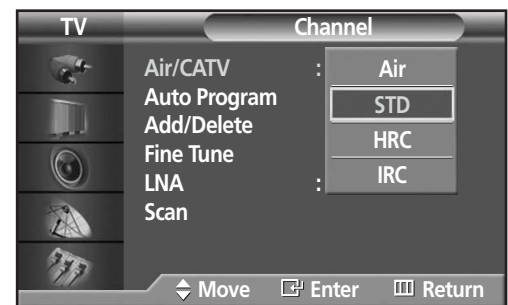 TV Channel
Air/CATV : Air
Auto Program STD
Add/Delete
HRC
Fine Tune
LNA : IRC
Scan
Move Enter Return